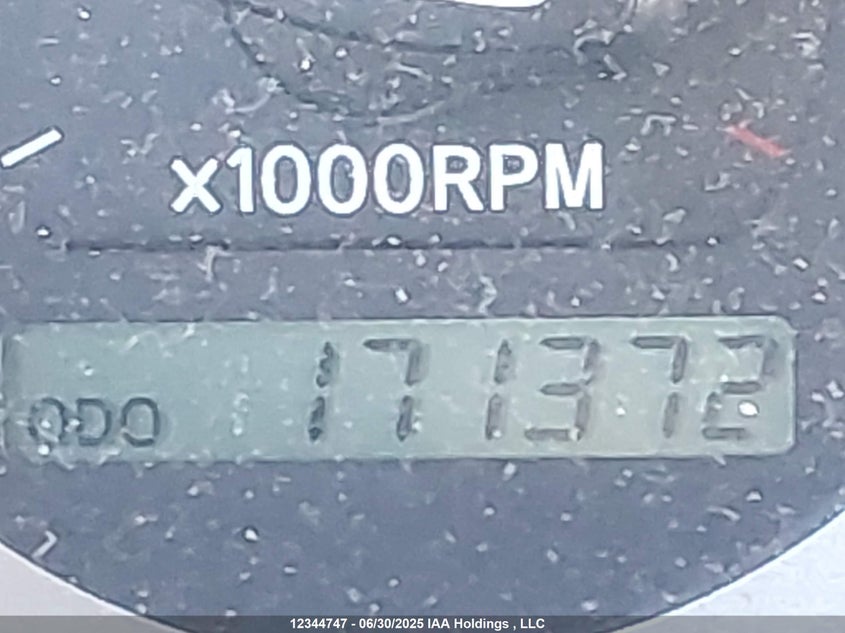 x1000RPM
ODO 171372
12344747 - 06/30/2025 IAA Holdings , LLC